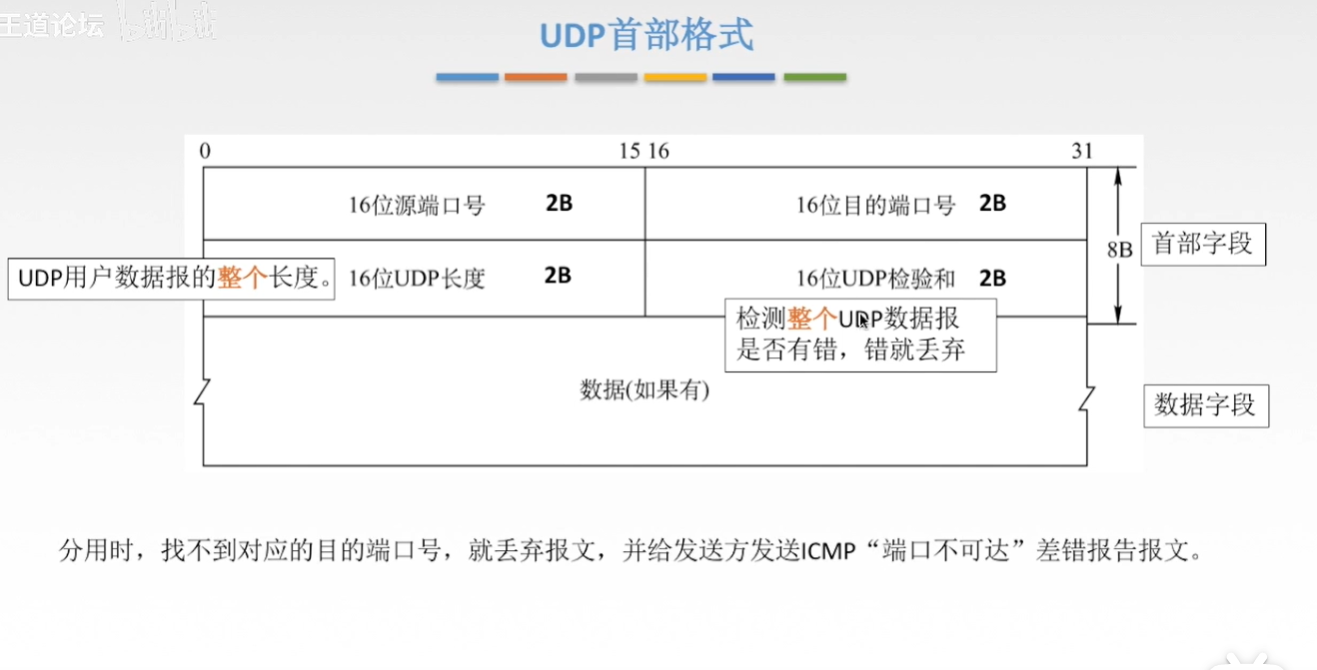 王道论坛 bilibili
UDP首部格式
0 15 16 31
16位源端口号 2B 16位目的端口号 2B
8B
首部字段
UDP用户数据报的整个长度。
16位UDP长度 2B 16位UDP检验和 2B
检测整个UDP数据报
是否有错，错就丢弃
数据(如果有)
数据字段
分用时，找不到对应的目的端口号，就丢弃报文，并给发送方发送ICMP“端口不可达”差错报告报文。